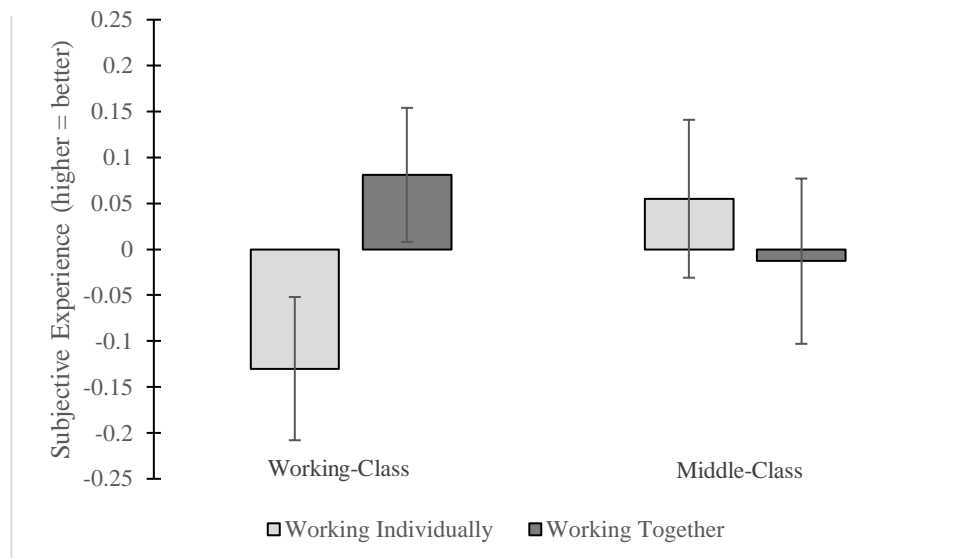 Subjective Experience (higher = better)
0.25
0.2
0.15
0.1
0.05
0
-0.05
-0.1
-0.15
-0.2
-0.25
Working-Class
Middle-Class
Working Individually
Working Together